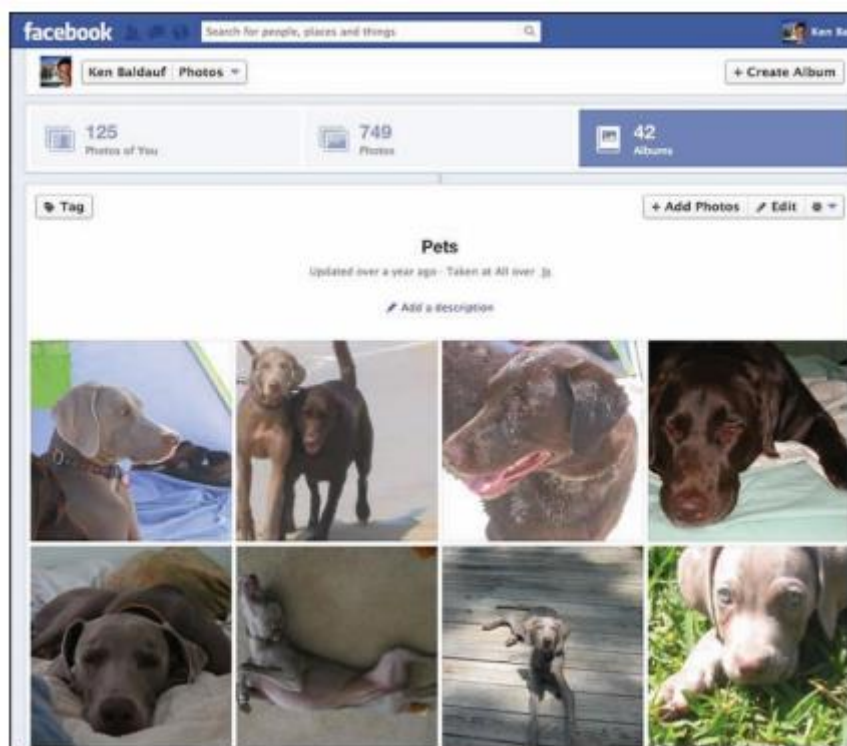 facebook Search for people, places and things Ken Ba
Ken Baldauf Photos + Create Album
125 749 42
Photos of You Photos Albums
Tag + Add Photos Edit
Pets
Updated over a year ago · Taken at All over
Add a description